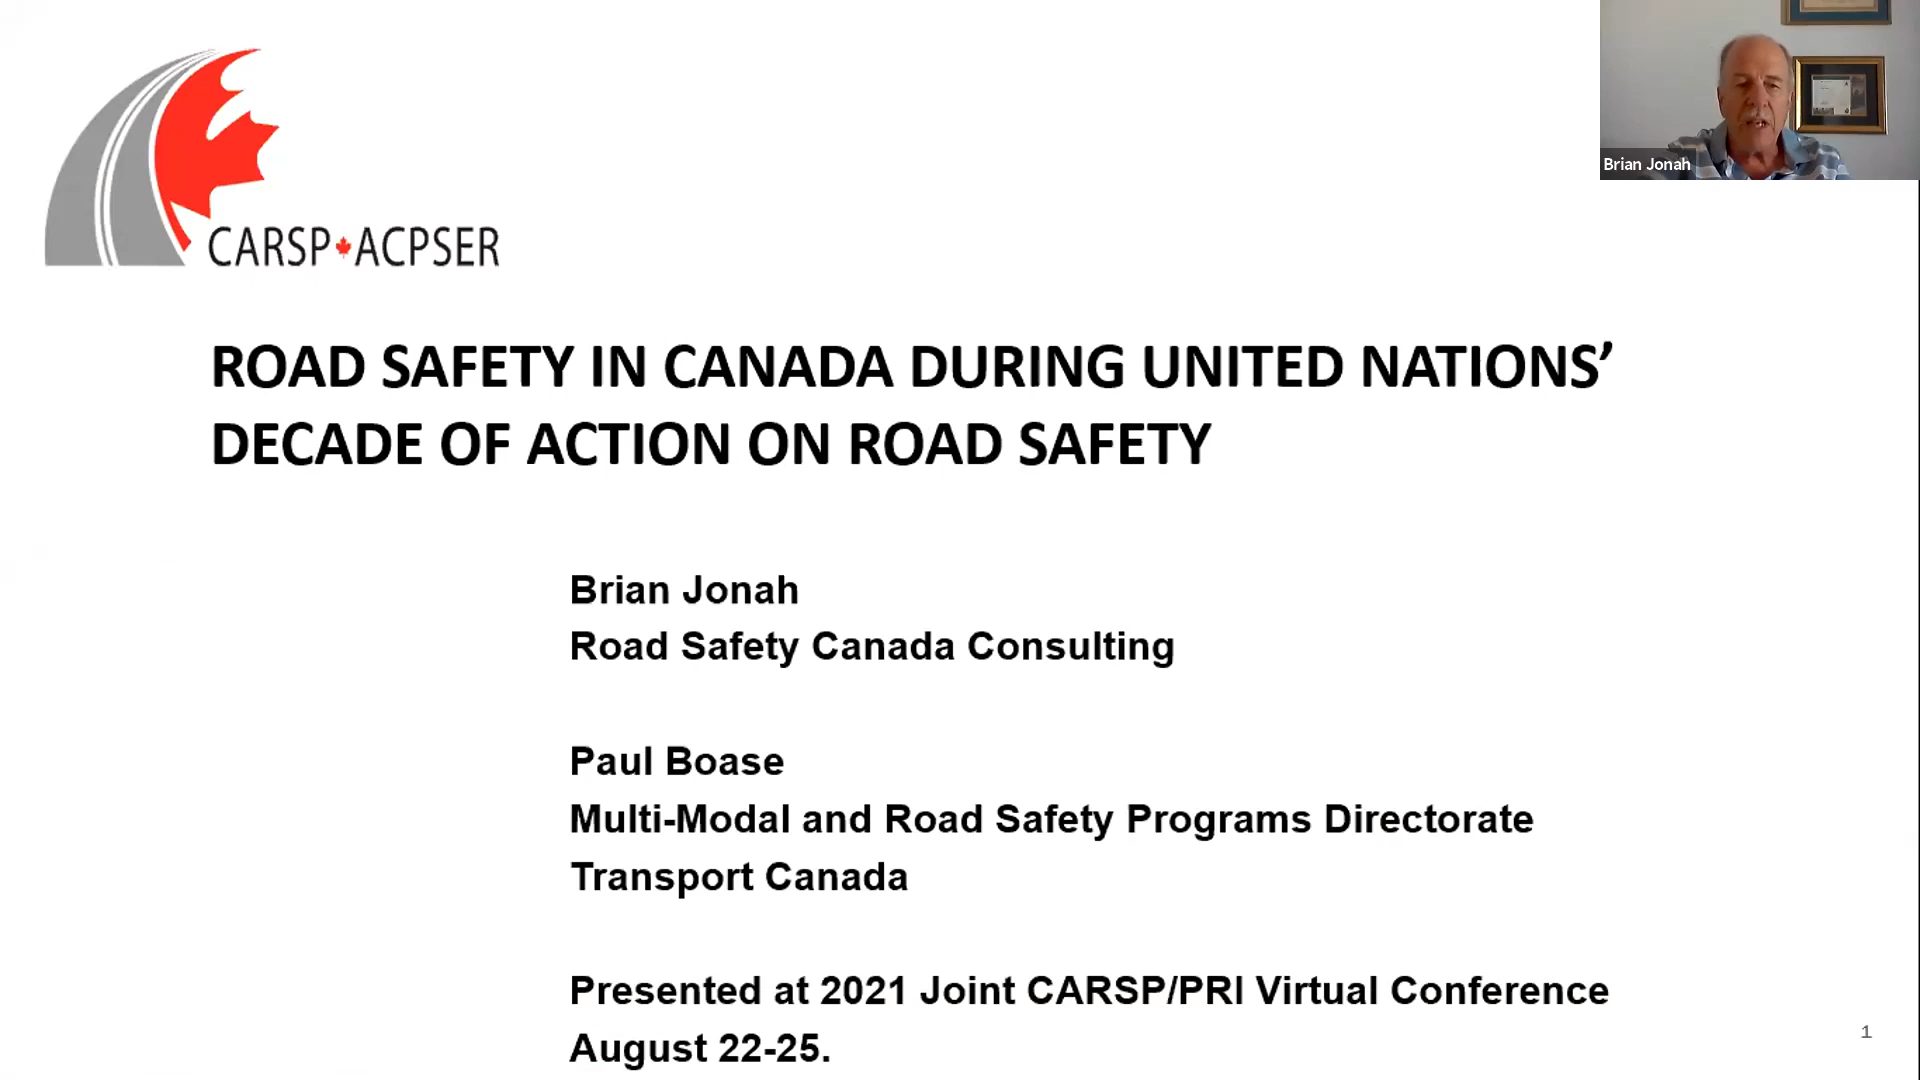 CARSP ACPSER
Brian Jonah
ROAD SAFETY IN CANADA DURING UNITED NATIONS’
DECADE OF ACTION ON ROAD SAFETY
Brian Jonah
Road Safety Canada Consulting
Paul Boase
Multi-Modal and Road Safety Programs Directorate
Transport Canada
Presented at 2021 Joint CARSP/PRI Virtual Conference
August 22-25.
1